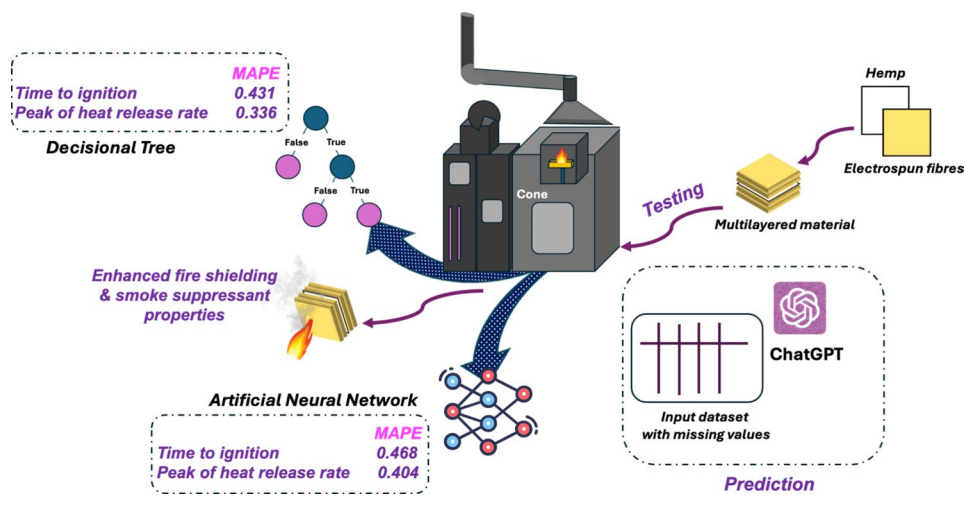 MAPE
Time to ignition 0.431
Peak of heat release rate 0.336
Decisional Tree
False True
False True
Cone
Hemp
Electrospun fibres
Multilayered material
Testing
Enhanced fire shielding
& smoke suppressant
properties
Artificial Neural Network
MAPE
Time to ignition 0.468
Peak of heat release rate 0.404
ChatGPT
Input dataset
with missing values
Prediction